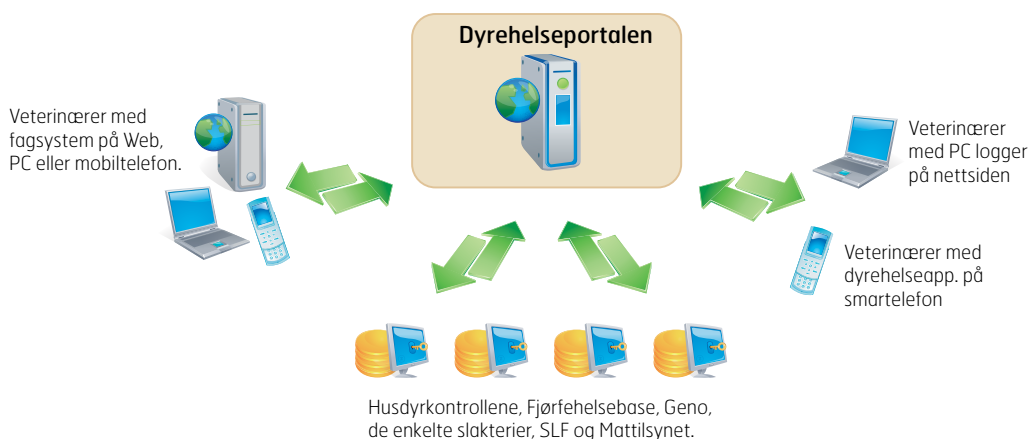 Dyrehelseportalen
Veterinærer med
fagsystem på Web,
PC eller mobiltelefon.
Veterinærer
med PC logger
på nettsiden
Veterinærer med
dyrehelseapp. på
smartelefon
Husdyrkontrollene, Fjørfehelsebase, Geno,
de enkelte slakterier, SLF og Mattilsynet.